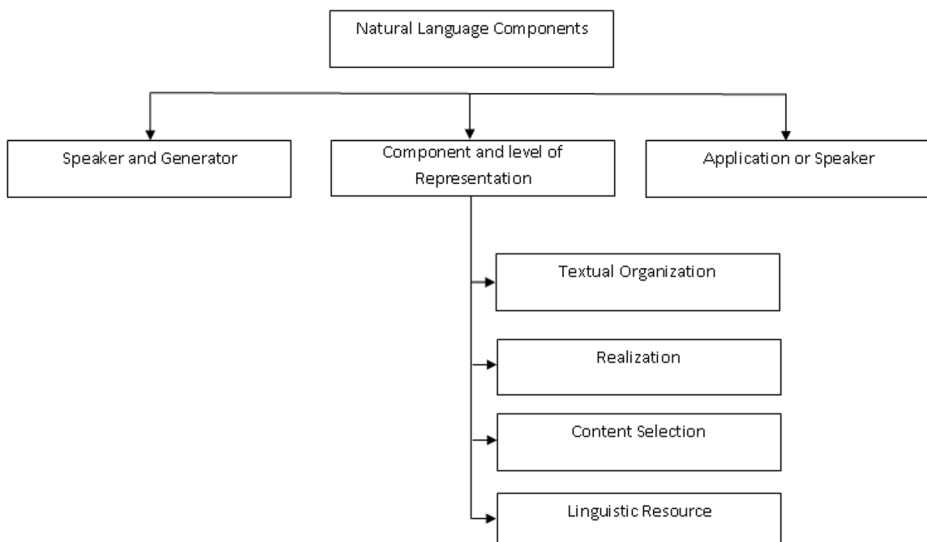 Natural Language Components
Speaker and Generator
Component and level of
Representation
Application or Speaker
Textual Organization
Realization
Content Selection
Linguistic Resource